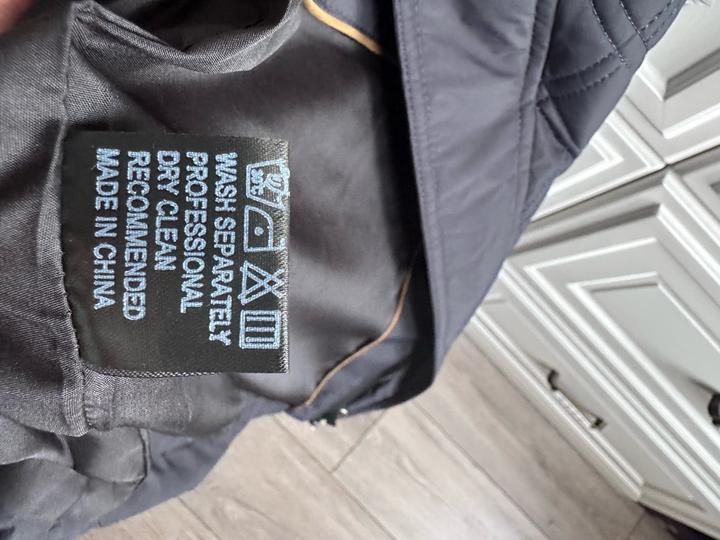 WASH SEPARATELY
PROFESSIONAL
DRY CLEAN
RECOMMENDED
MADE IN CHINA